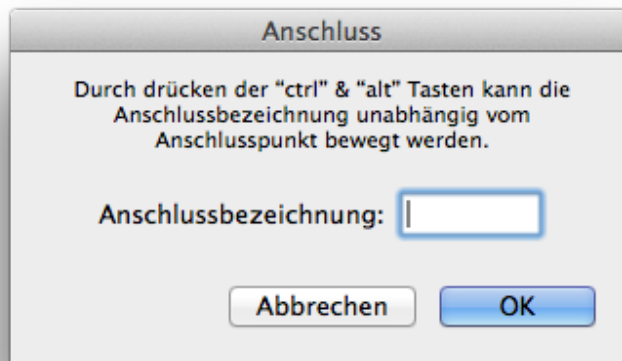 Anschluss
Durch drücken der “ctrl” & “alt” Tasten kann die
Anschlussbezeichnung unabhängig vom
Anschlusspunkt bewegt werden.
Anschlussbezeichnung:
Abbrechen
OK